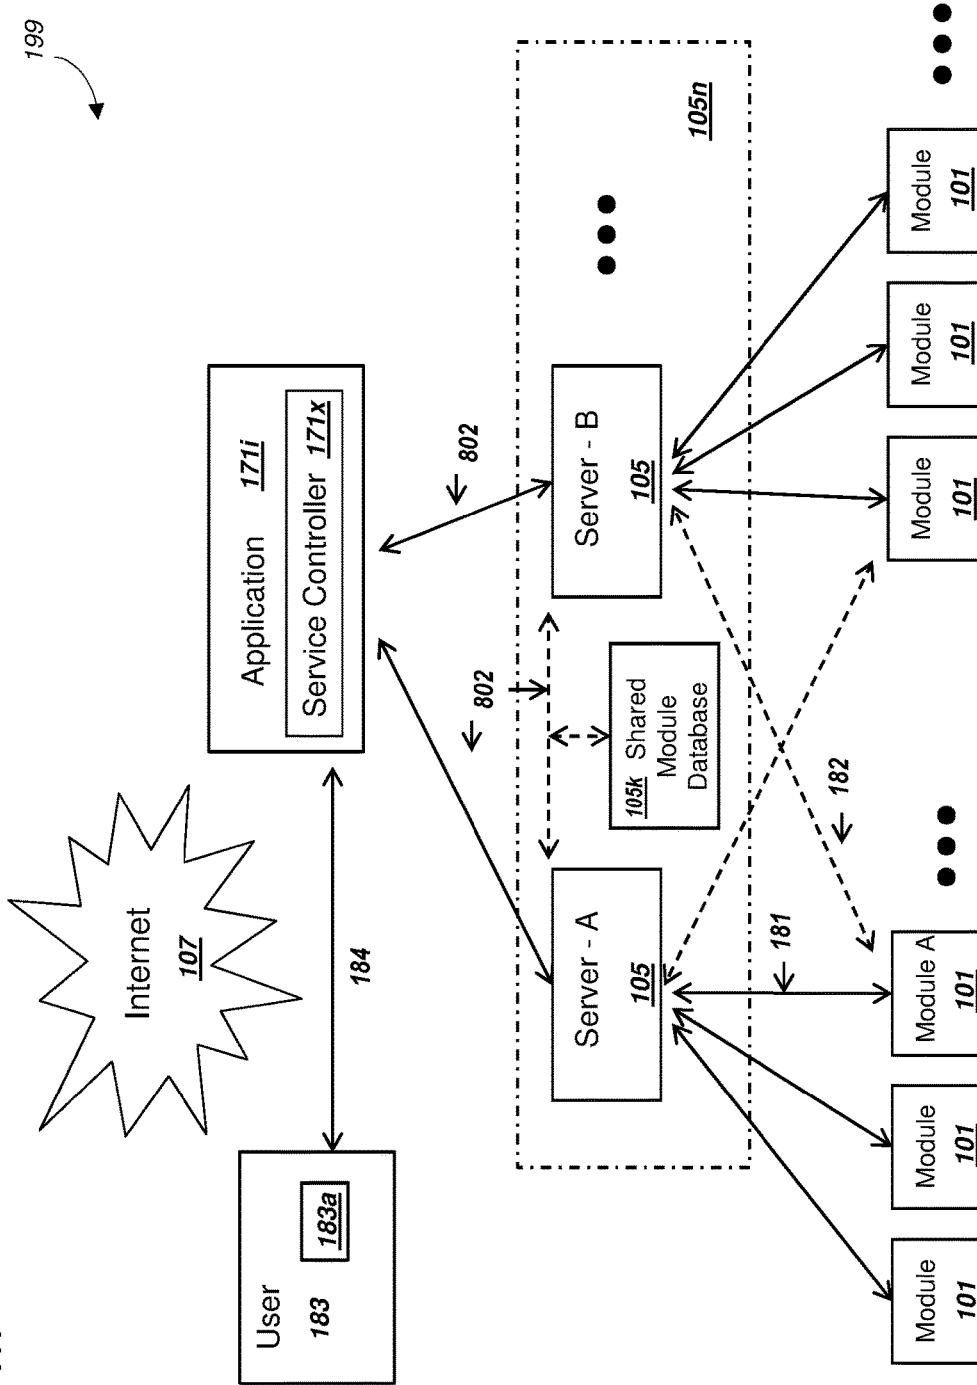 199
Internet
107
User
183
183a
Application 171i
Service Controller 171x
184
802
802
Server - A
105
Server - B
105
105k Shared
Module
Database
105n
181
182
Module
101
Module
101
Module A
101
Module
101
Module
101
Module
101